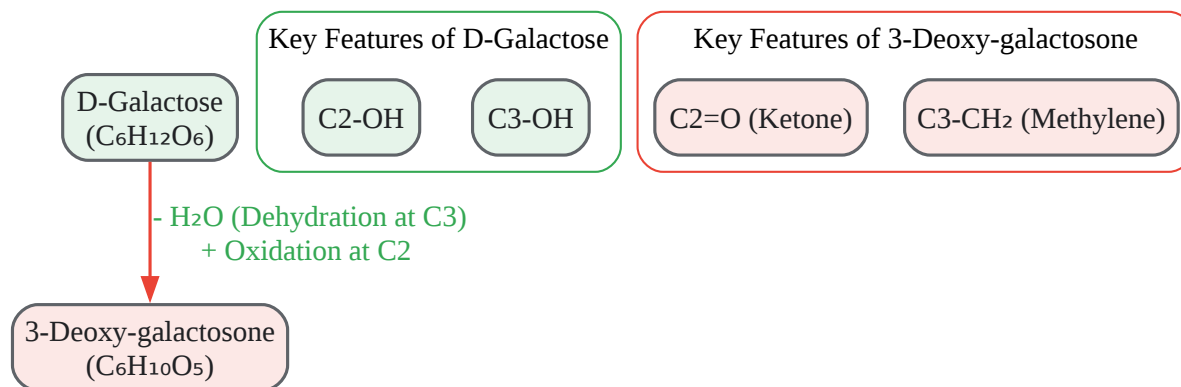 Key Features of D-Galactose
Key Features of 3-Deoxy-galactosone
D-Galactose
(C₆H₁₂O₆)
C2-OH
C3-OH
C2=O (Ketone)
C3-CH₂ (Methylene)
- H₂O (Dehydration at C3)
+ Oxidation at C2
3-Deoxy-galactosone
(C₆H₁₀O₅)